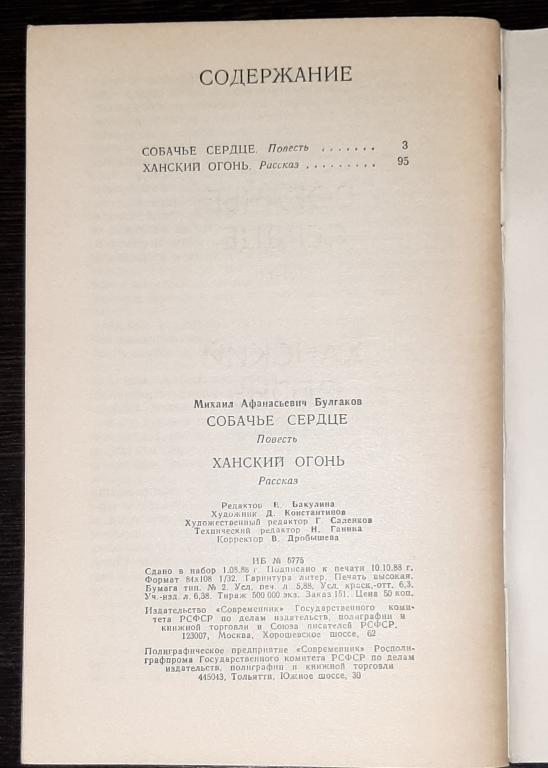 СОДЕРЖАНИЕ
СОБАЧЬЕ СЕРДЦЕ. Повесть . . . . . . . 3
ХАНСКИЙ ОГОНЬ. Рассказ . . . . . . . . . 95
Михаил Афанасьевич Булгаков
СОБАЧЬЕ СЕРДЦЕ
Повесть
ХАНСКИЙ ОГОНЬ
Рассказ
Редактор Е. Бакулина
Художник Д. Константинов
Художественный редактор Г. Саленков
Технический редактор Н. Ганина
Корректор В. Дробышева
ИБ № 5775
Сдано в набор 1.08.88 г. Подписано к печати 10.10.88 г.
Формат 84х108 1/32. Гарнитура литер. Печать высокая.
Бумага тип. № 2. Усл. печ. л. 5,88. Усл. краск.-отт. 6,3.
Уч.-изд. л. 6,38. Тираж 500 000 экз. Заказ 151. Цена 50 коп.
Издательство «Современник» Государственного коми-
тета РСФСР по делам издательств, полиграфии и
книжной торговли и Союза писателей РСФСР.
123007, Москва, Хорошевское шоссе, 62
Полиграфическое предприятие «Современник» Росполи-
графпрома Государственного комитета РСФСР по делам
издательств, полиграфии и книжной торговли
445043, Тольятти, Южное шоссе, 30